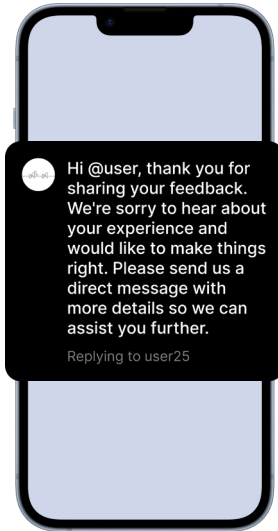 Hi @user, thank you for
sharing your feedback.
We're sorry to hear about
your experience and
would like to make things
right. Please send us a
direct message with
more details so we can
assist you further.
Replying to user25